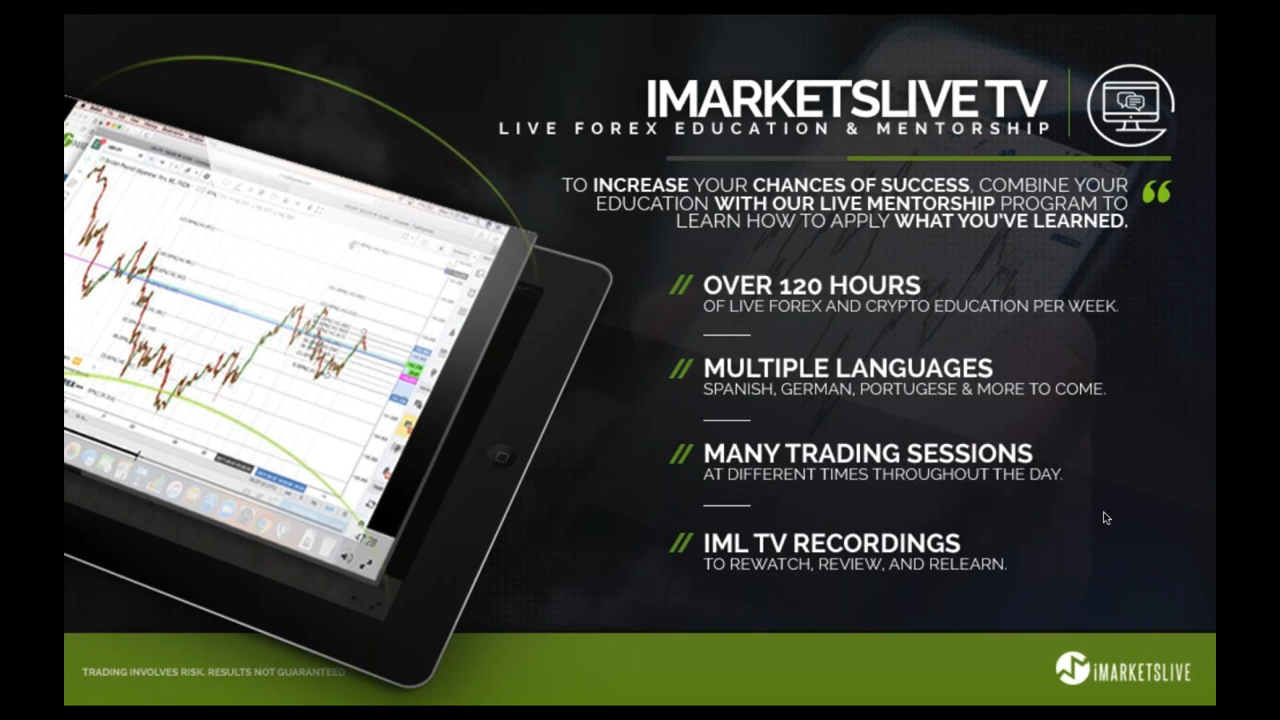 IMARKETSLIVE TV
LIVE FOREX EDUCATION & MENTORSHIP
TO INCREASE YOUR CHANCES OF SUCCESS, COMBINE YOUR
EDUCATION WITH OUR LIVE MENTORSHIP PROGRAM TO
LEARN HOW TO APPLY WHAT YOU'VE LEARNED.
// OVER 120 HOURS
OF LIVE FOREX AND CRYPTO EDUCATION PER WEEK.
// MULTIPLE LANGUAGES
SPANISH, GERMAN, PORTUGESE & MORE TO COME.
// MANY TRADING SESSIONS
AT DIFFERENT TIMES THROUGHOUT THE DAY.
// IML TV RECORDINGS
TO REWATCH, REVIEW, AND RELEARN.
TRADING INVOLVES RISK. RESULTS NOT GUARANTEED
iMARKETSLIVE